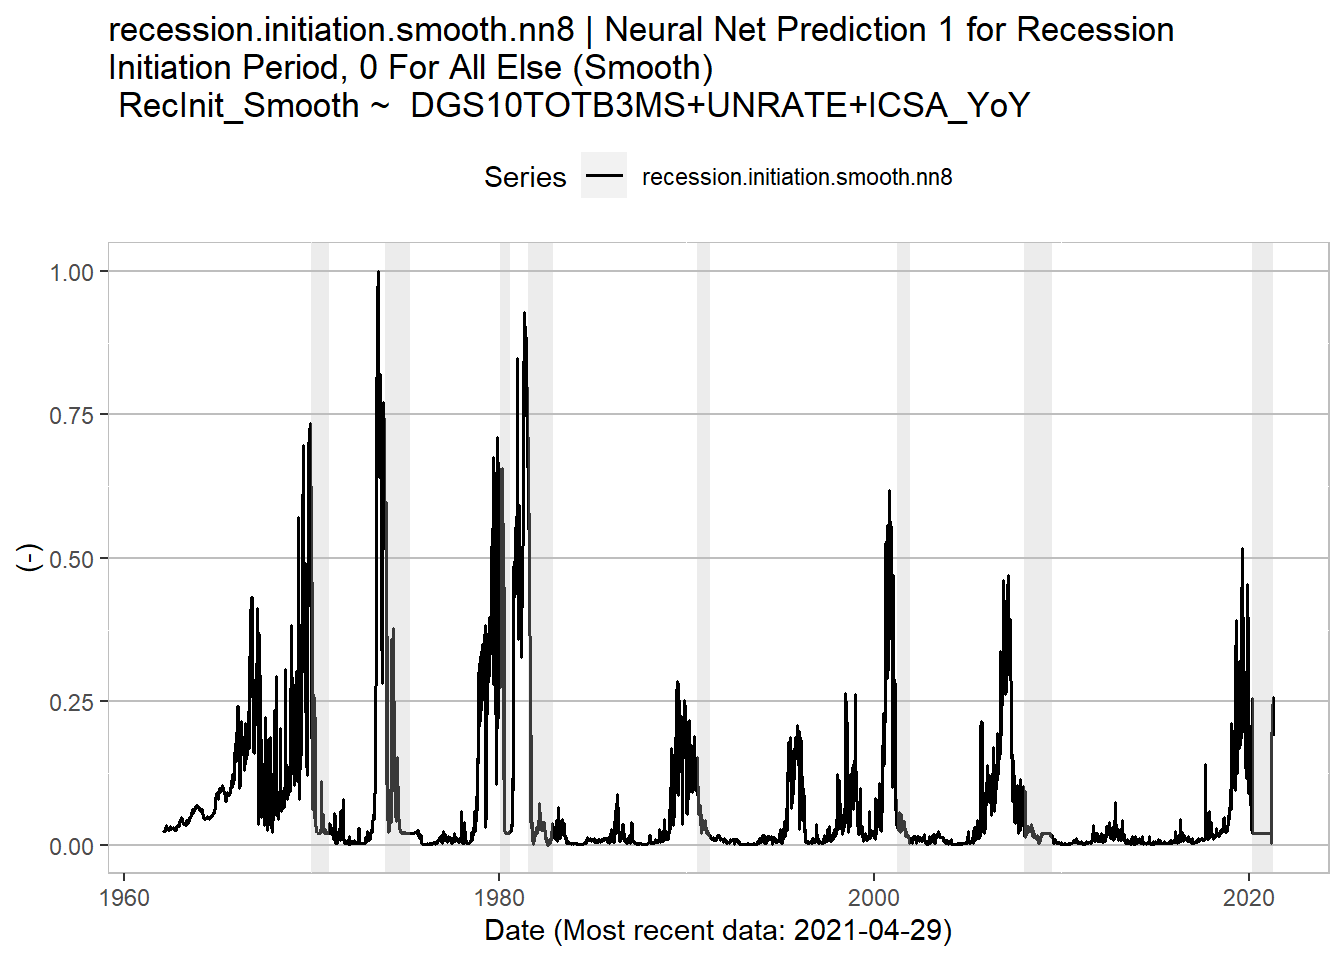 recession.initiation.smooth.nn8 | Neural Net Prediction 1 for Recession
Initiation Period, 0 For All Else (Smooth)
RecInit_Smooth ~ DGS10TOTB3MS+UNRATE+ICSA_YoY
Series
recession.initiation.smooth.nn8
1.00
0.75
0.50
0.25
0.00
(-)
1960
1980
2000
2020
Date (Most recent data: 2021-04-29)